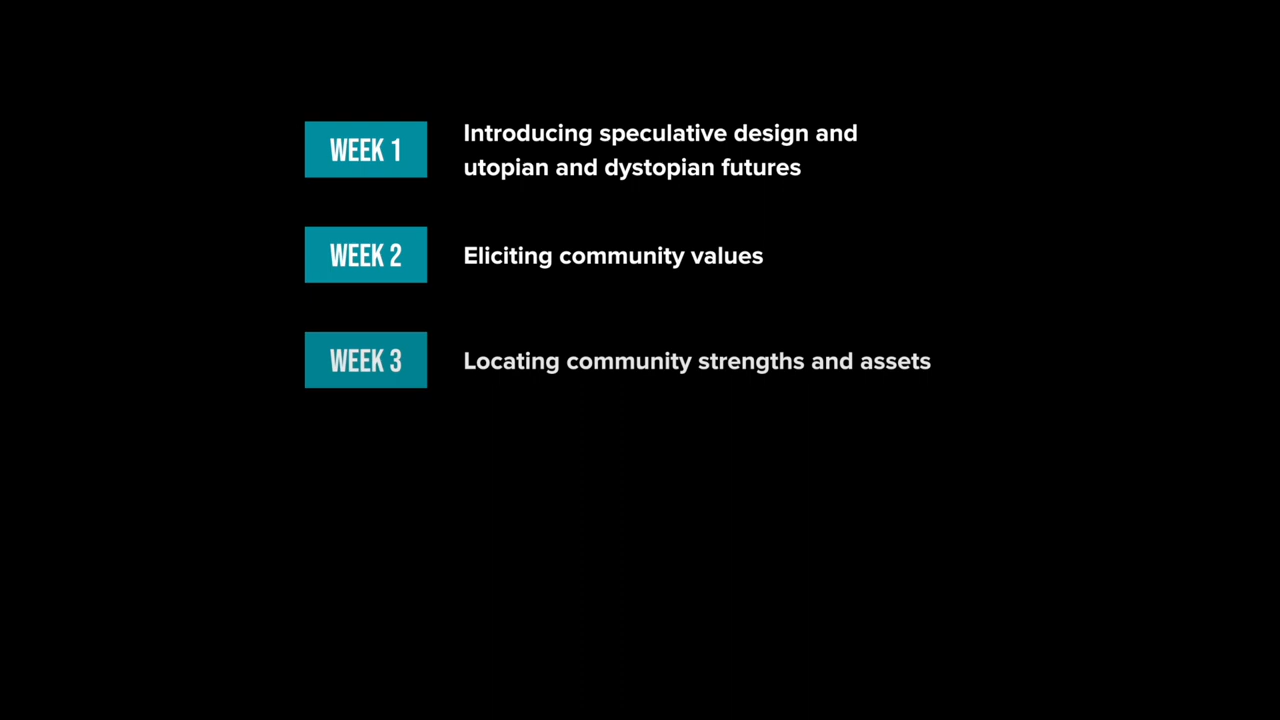 WEEK 1
Introducing speculative design and
utopian and dystopian futures
WEEK 2
Eliciting community values
WEEK 3
Locating community strengths and assets